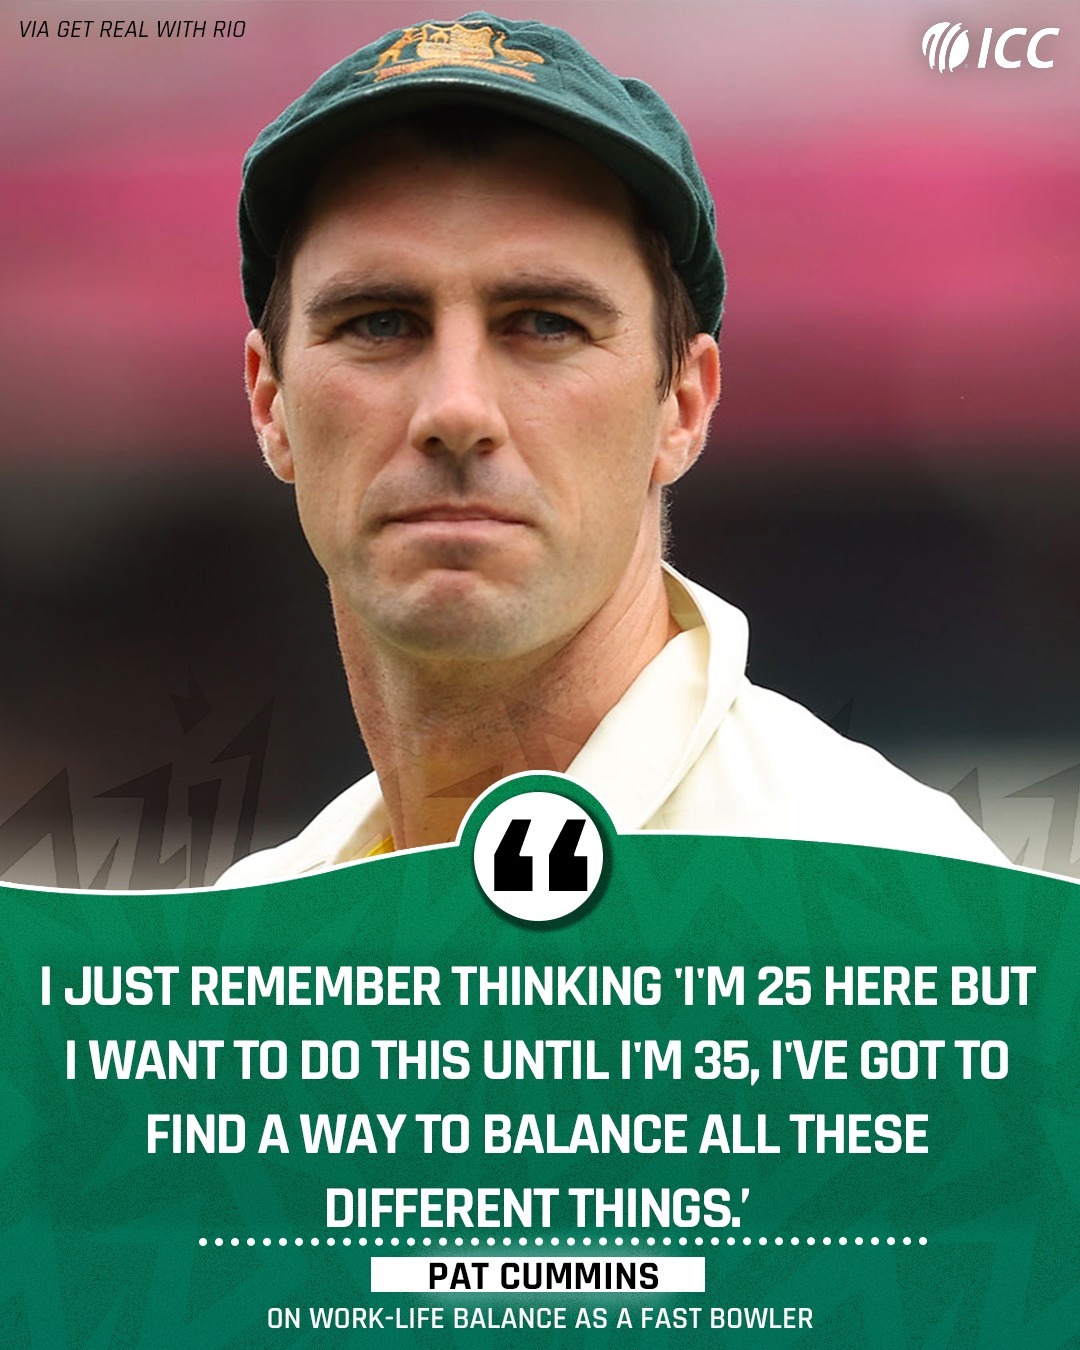 VIA GET REAL WITH RIO
ICC
“
I JUST REMEMBER THINKING 'I'M 25 HERE BUT
I WANT TO DO THIS UNTIL I'M 35, I'VE GOT TO
FIND A WAY TO BALANCE ALL THESE
DIFFERENT THINGS.’
PAT CUMMINS
ON WORK-LIFE BALANCE AS A FAST BOWLER